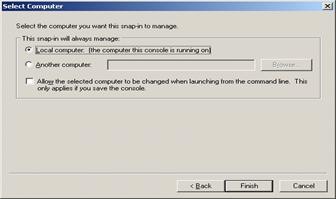 Select Computer
Select the computer you want this snap-in to manage.
This snap-in will always manage:
Local computer: (the computer this console is running on)
Another computer:
Browse...
Allow the selected computer to be changed when launching from the command line. This
only applies if you save the console.
< Back
Finish
Cancel